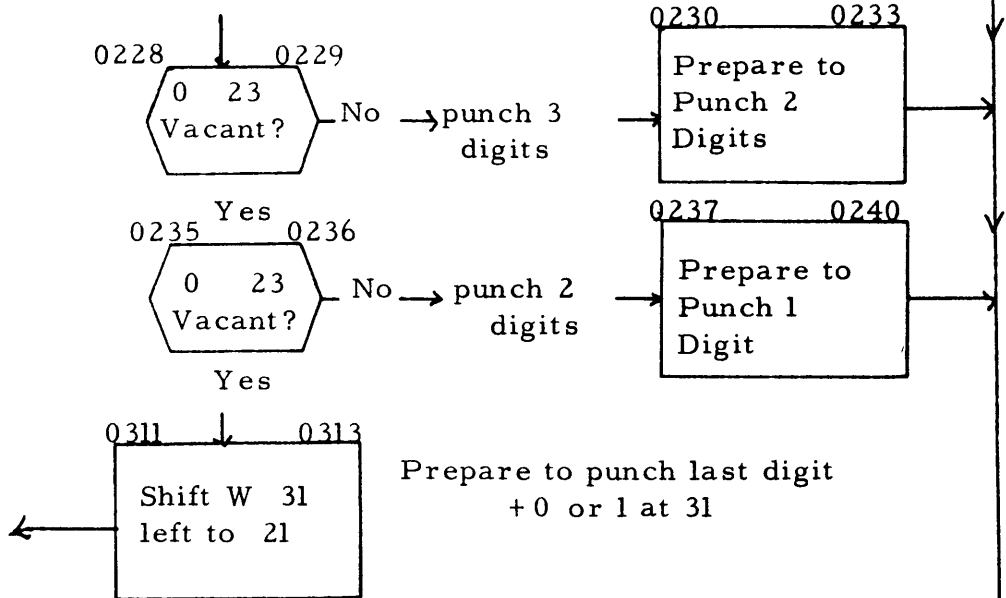 0228 0229
0 23
Vacant?
No
punch 3
digits
0230 0233
Prepare to
Punch 2
Digits
Yes
0235 0236
0 23
Vacant?
No
punch 2
digits
0237 0240
Prepare to
Punch 1
Digit
Yes
0311 0313
Shift W 31
left to 21
Prepare to punch last digit
+0 or 1 at 31